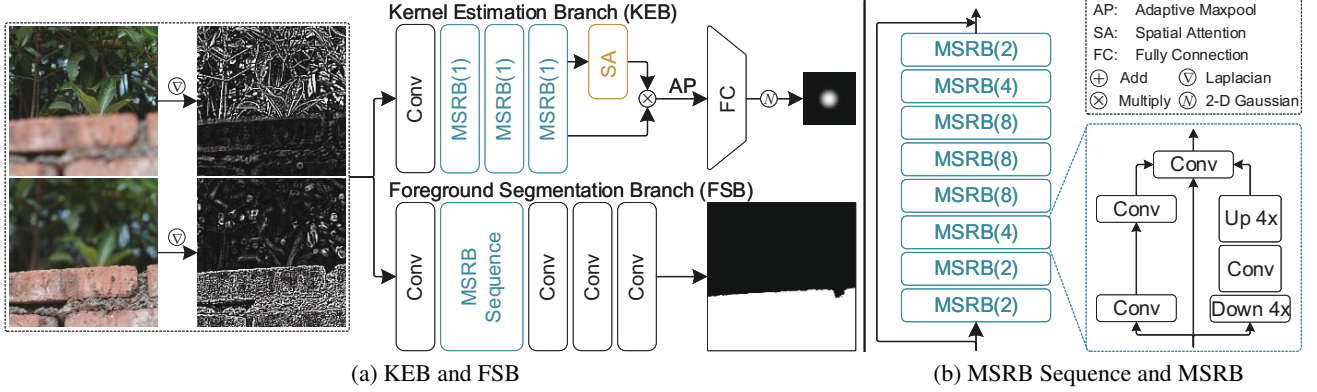 Kernel Estimation Branch (KEB)
∇
Conv
MSRB(1)
MSRB(1)
MSRB(1)
SA
AP
FC
N
Foreground Segmentation Branch (FSB)
∇
Conv
MSRB
Sequence
Conv
Conv
Conv
(a) KEB and FSB
MSRB(2)
MSRB(4)
MSRB(8)
MSRB(8)
MSRB(8)
MSRB(4)
MSRB(2)
MSRB(2)
AP: Adaptive Maxpool
SA: Spatial Attention
FC: Fully Connection
⊕ Add ∇ Laplacian
⊗ Multiply N 2-D Gaussian
Conv
Conv
Up 4x
Conv
Conv
Down 4x
(b) MSRB Sequence and MSRB